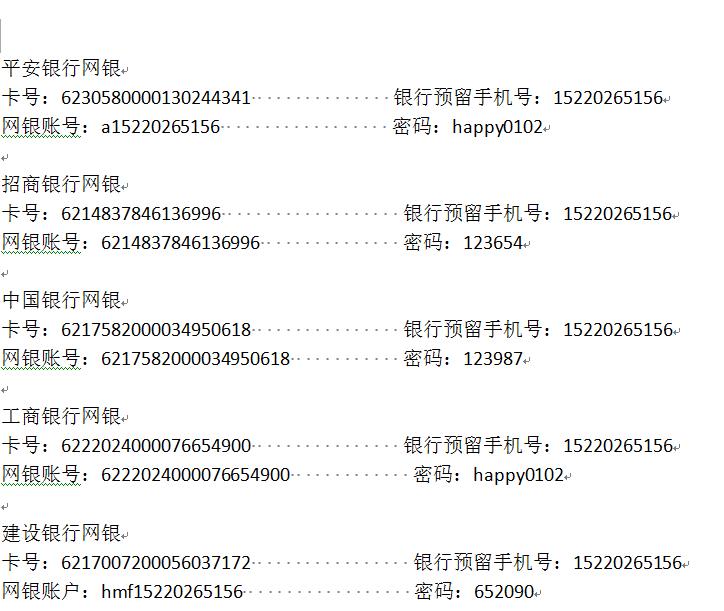 平安银行网银
卡号：6230580000130244341 银行预留手机号：15220265156
网银账号：a15220265156 密码：happy0102
招商银行网银
卡号：6214837846136996 银行预留手机号：15220265156
网银账号：6214837846136996 密码：123654
中国银行网银
卡号：6217582000034950618 银行预留手机号：15220265156
网银账号：6217582000034950618 密码：123987
工商银行网银
卡号：6222024000076654900 银行预留手机号：15220265156
网银账号：6222024000076654900 密码：happy0102
建设银行网银
卡号：6217007200056037172 银行预留手机号：15220265156
网银账户：hmf15220265156 密码：652090